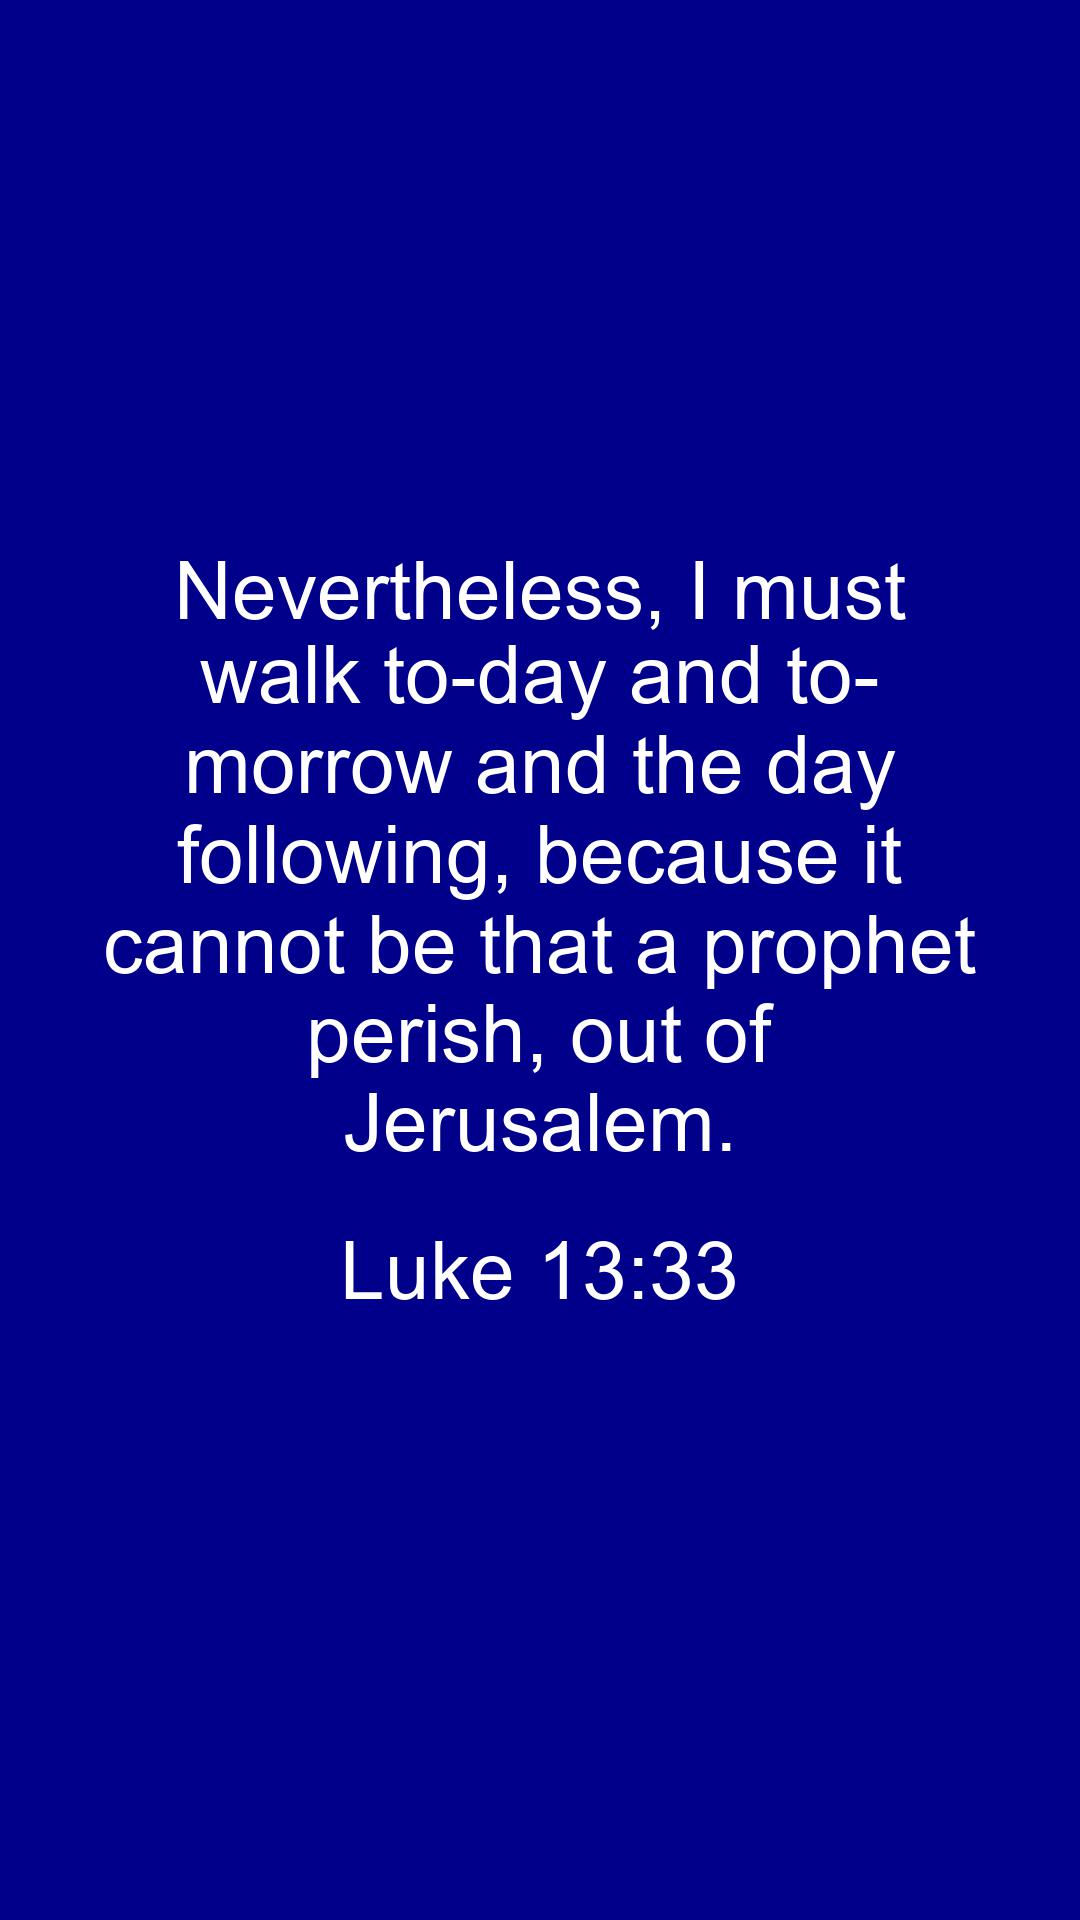 Nevertheless, I must
walk to-day and to-
morrow and the day
following, because it
cannot be that a prophet
perish, out of
Jerusalem.
Luke 13:33